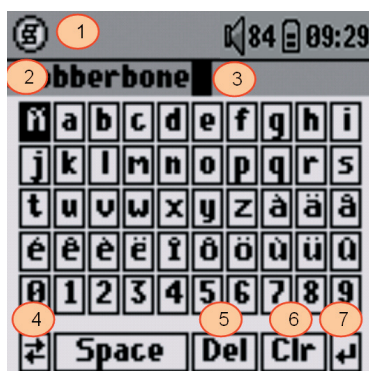 1 84 09:29
2 bberbone 3
ñ a b c d e f g h i
j k l m n o p q r s
t u v w x y z à ä â
é ê è ë î ô ö ù ü û
0 1 2 3 4 5 6 7 8 9
4 5 6 7
Space Del Clr